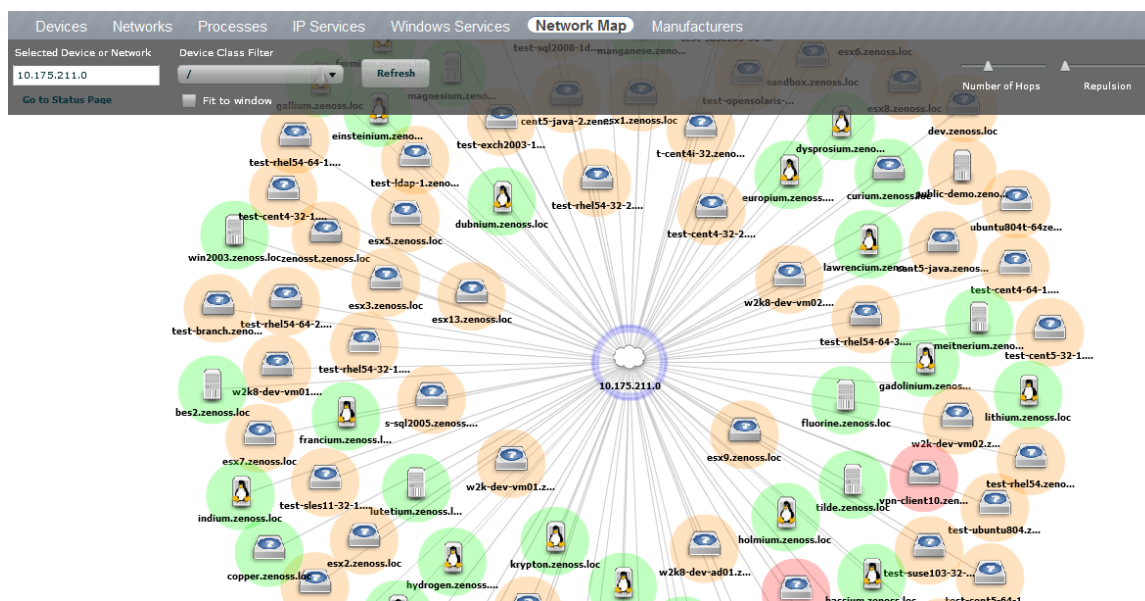 Devices Networks Processes IP Services Windows Services Network Map Manufacturers
Selected Device or Network Device Class Filter
10.175.211.0 / Refresh
Number of Hops Repulsion
Go to Status Page Fit to window
test-sql2008-1d...
manganese.zeno...
esx6.zenoss.loc
sandbox.zenoss.loc
magnesium.zeno...
gallium.zenoss.loc
test-opensolaris-...
esx8.zenoss.loc
cent5-java-2.zenoss...
esx1.zenoss.loc
einsteinium.zeno...
dev.zenoss.loc
test-exch2003-1...
t-cent4i-32.zeno...
dysprosium.zeno...
test-rhel54-64-1....
test-ldap-1.zeno...
europium.zenoss....
curium.zenoss.loc
public-demo.zeno...
test-rhel54-32-2....
test-cent4-32-1....
dubnium.zenoss.loc
ubuntu804t-64ze...
test-cent4-32-2....
esx5.zenoss.loc
win2003.zenoss.loc
zenosst.zenoss.loc
lawrencium.zeno...
cent5-java.zenos...
test-cent4-64-1....
w2k8-dev-vm02....
esx3.zenoss.loc
esx13.zenoss.loc
test-branch.zeno...
test-rhel54-64-2....
test-rhel54-64-3....
meitnerium.zeno...
test-cent5-32-1....
test-rhel54-32-1....
10.175.211.0
gadolinium.zenos...
w2k8-dev-vm01....
bes2.zenoss.loc
lithium.zenoss.loc
s-sql2005.zenoss....
fluorine.zenoss.loc
francium.zenoss.l...
w2k-dev-vm02.z...
esx7.zenoss.loc
esx9.zenoss.loc
w2k-dev-vm01.z...
test-rhel54.zeno...
vpn-client10.zen...
tilde.zenoss.loc
test-sles11-32-1....
lutetium.zenoss.l...
indium.zenoss.loc
test-ubuntu804.z...
holmium.zenoss.loc
esx2.zenoss.loc
krypton.zenoss.loc
w2k8-dev-ad01.z...
test-suse103-32-...
copper.zenoss.loc
hydrogen.zenoss....
hassium.zenoss.loc
test-cent5-64-1...